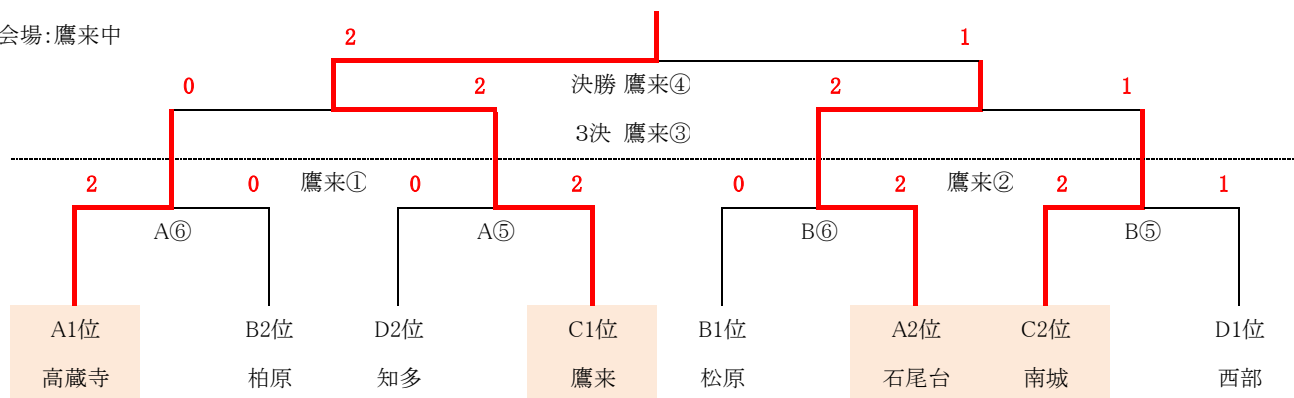 会場:鷹来中
2 1
0 2 決勝 鷹来④ 2 1
3決 鷹来③
2 0 鷹来① 0 2 0 2 鷹来② 2 1
A⑥ A⑤ B⑥ B⑤
A1位 B2位 D2位 C1位 B1位 A2位 C2位 D1位
高蔵寺 柏原 知多 鷹来 松原 石尾台 南城 西部